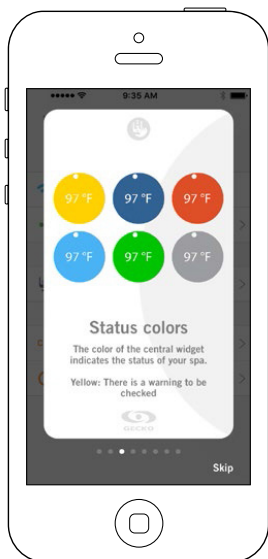 9:35 AM
97 °F 97 °F 97 °F
97 °F 97 °F 97 °F
Status colors
The color of the central widget
indicates the status of your spa.
Yellow: There is a warning to be
checked
GECKO
Skip